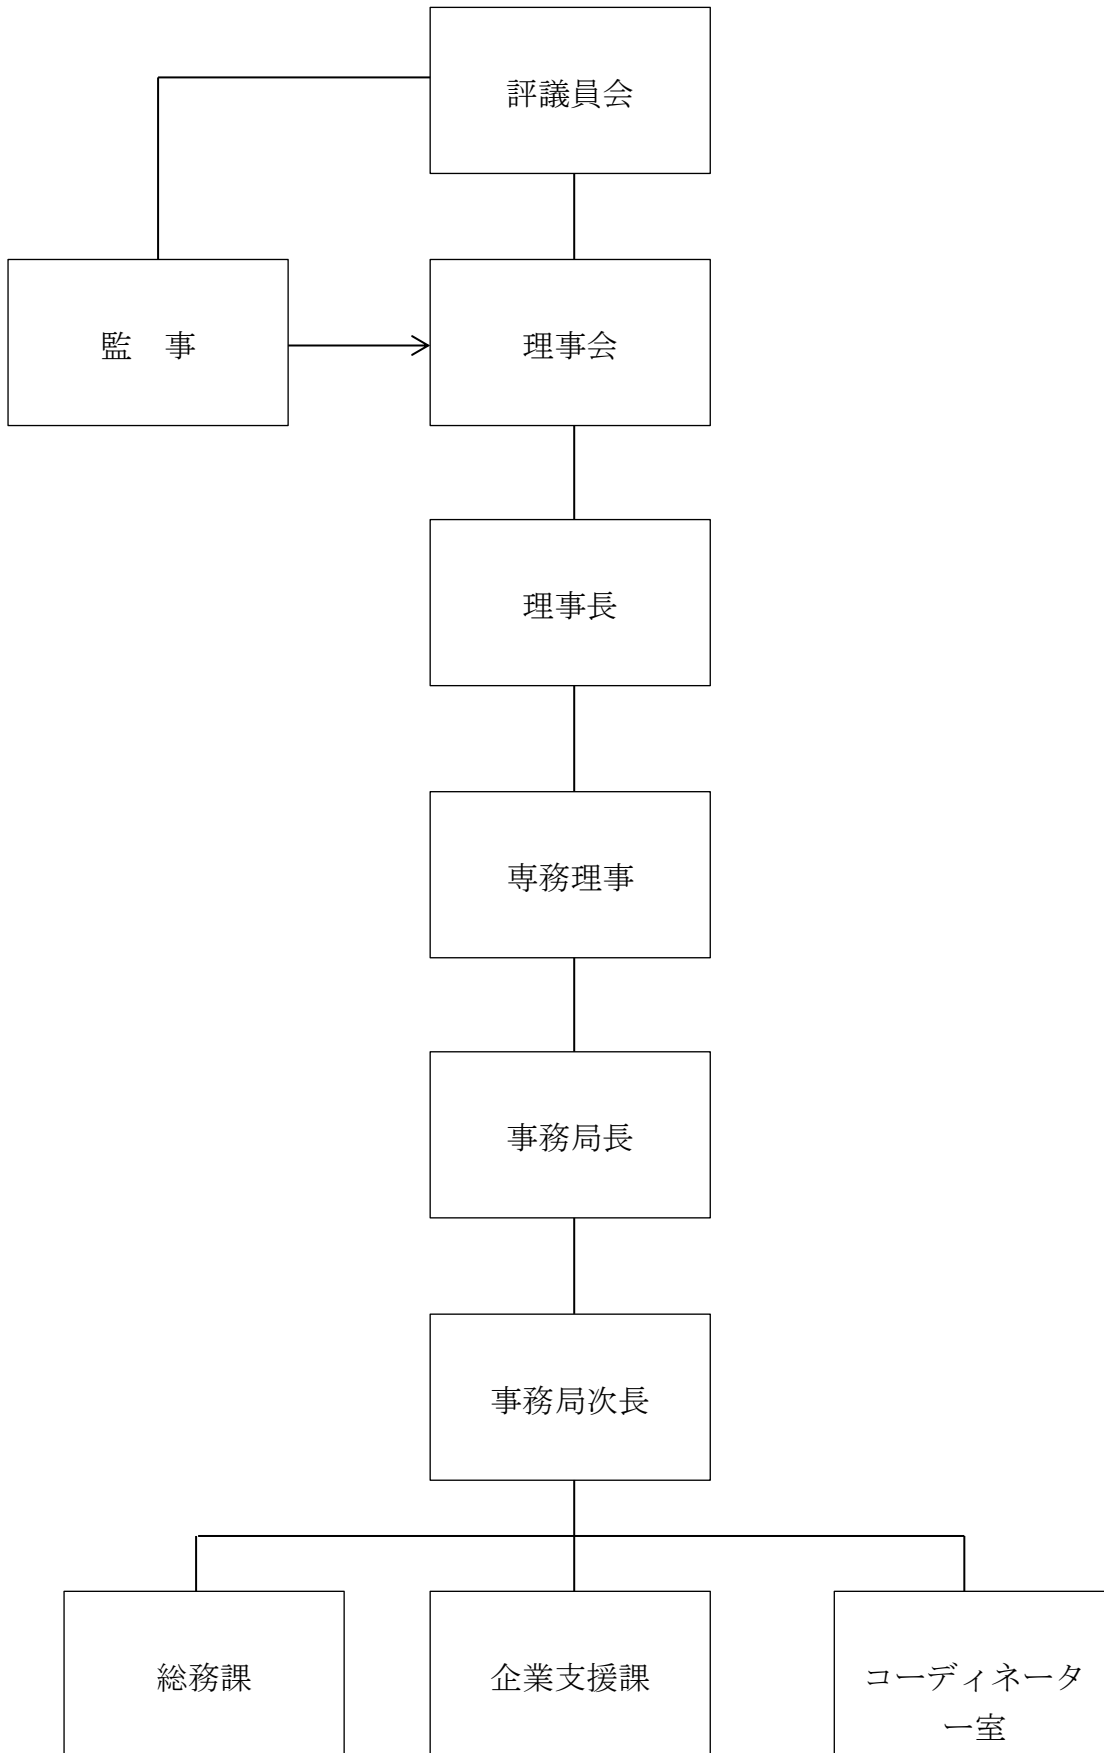 評議員会
監　事
理事会
理事長
専務理事
事務局長
事務局次長
総務課
企業支援課
コーディネータ
ー室